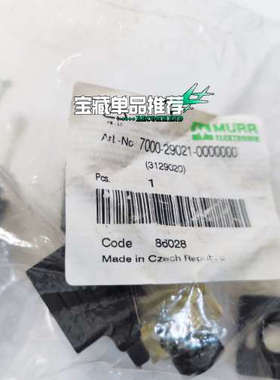 宝藏单品推荐
MURR
ELEKTRONIK
Art.-No. 7000-29021-0000000
(3129020)
Pcs. 1
Code 86028
Made in Czech Republic